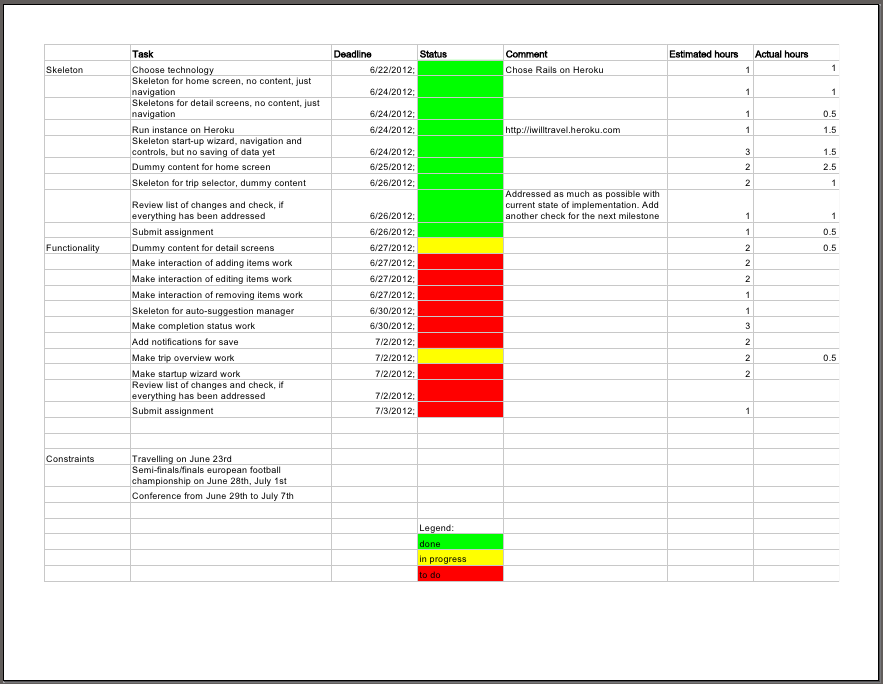 Task Deadline Status Comment Estimated hours Actual hours
Skeleton Choose technology 6/22/2012; Chose Rails on Heroku 1 1
Skeleton for home screen, no content, just
navigation 6/24/2012; 1 1
Skeletons for detail screens, no content, just
navigation 6/24/2012; 1 0.5
Run instance on Heroku 6/24/2012; http://iwilltravel.heroku.com 1 1.5
Skeleton start-up wizard, navigation and
controls, but no saving of data yet 6/24/2012; 3 1.5
Dummy content for home screen 6/25/2012; 2 2.5
Skeleton for trip selector, dummy content 6/26/2012; 2 1
Addressed as much as possible with
Review list of changes and check, if current state of implementation. Add
everything has been addressed 6/26/2012; another check for the next milestone 1 1
Submit assignment 6/26/2012; 1 0.5
Functionality Dummy content for detail screens 6/27/2012; 2 0.5
Make interaction of adding items work 6/27/2012; 2
Make interaction of editing items work 6/27/2012; 2
Make interaction of removing items work 6/27/2012; 1
Skeleton for auto-suggestion manager 6/30/2012; 1
Make completion status work 6/30/2012; 3
Add notifications for save 7/2/2012; 2
Make trip overview work 7/2/2012; 2 0.5
Make startup wizard work 7/2/2012; 2
Review list of changes and check, if
everything has been addressed 7/2/2012;
Submit assignment 7/3/2012; 1
Constraints Travelling on June 23rd
Semi-finals/finals european football
championship on June 28th, July 1st
Conference from June 29th to July 7th
Legend:
done
in progress
to do